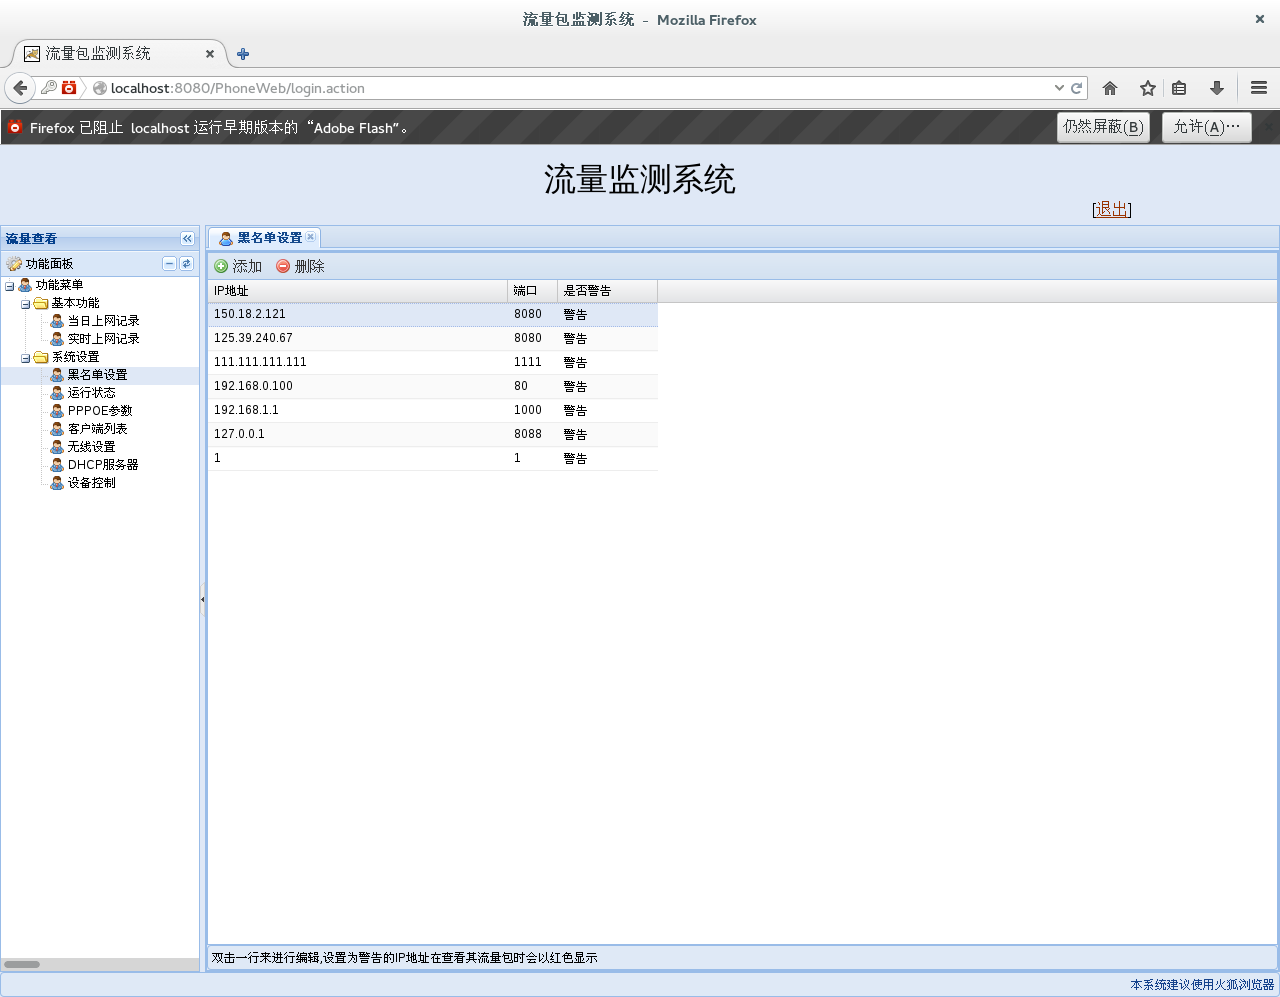 流量包监测系统 - Mozilla Firefox
流量包监测系统
localhost:8080/PhoneWeb/login.action
Firefox 已阻止 localhost 运行早期版本的“Adobe Flash”。 仍然屏蔽(B) 允许(A)…
流量监测系统
[退出]
流量查看
功能面板
功能菜单
基本功能
当日上网记录
实时上网记录
系统设置
黑名单设置
运行状态
PPPOE参数
客户端列表
无线设置
DHCP服务器
设备控制
黑名单设置
添加 删除
IP地址 端口 是否警告
150.18.2.121 8080 警告
125.39.240.67 8080 警告
111.111.111.111 1111 警告
192.168.0.100 80 警告
192.168.1.1 1000 警告
127.0.0.1 8088 警告
1 1 警告
双击一行来进行编辑,设置为警告的IP地址在查看其流量包时会以红色显示
本系统建议使用火狐浏览器